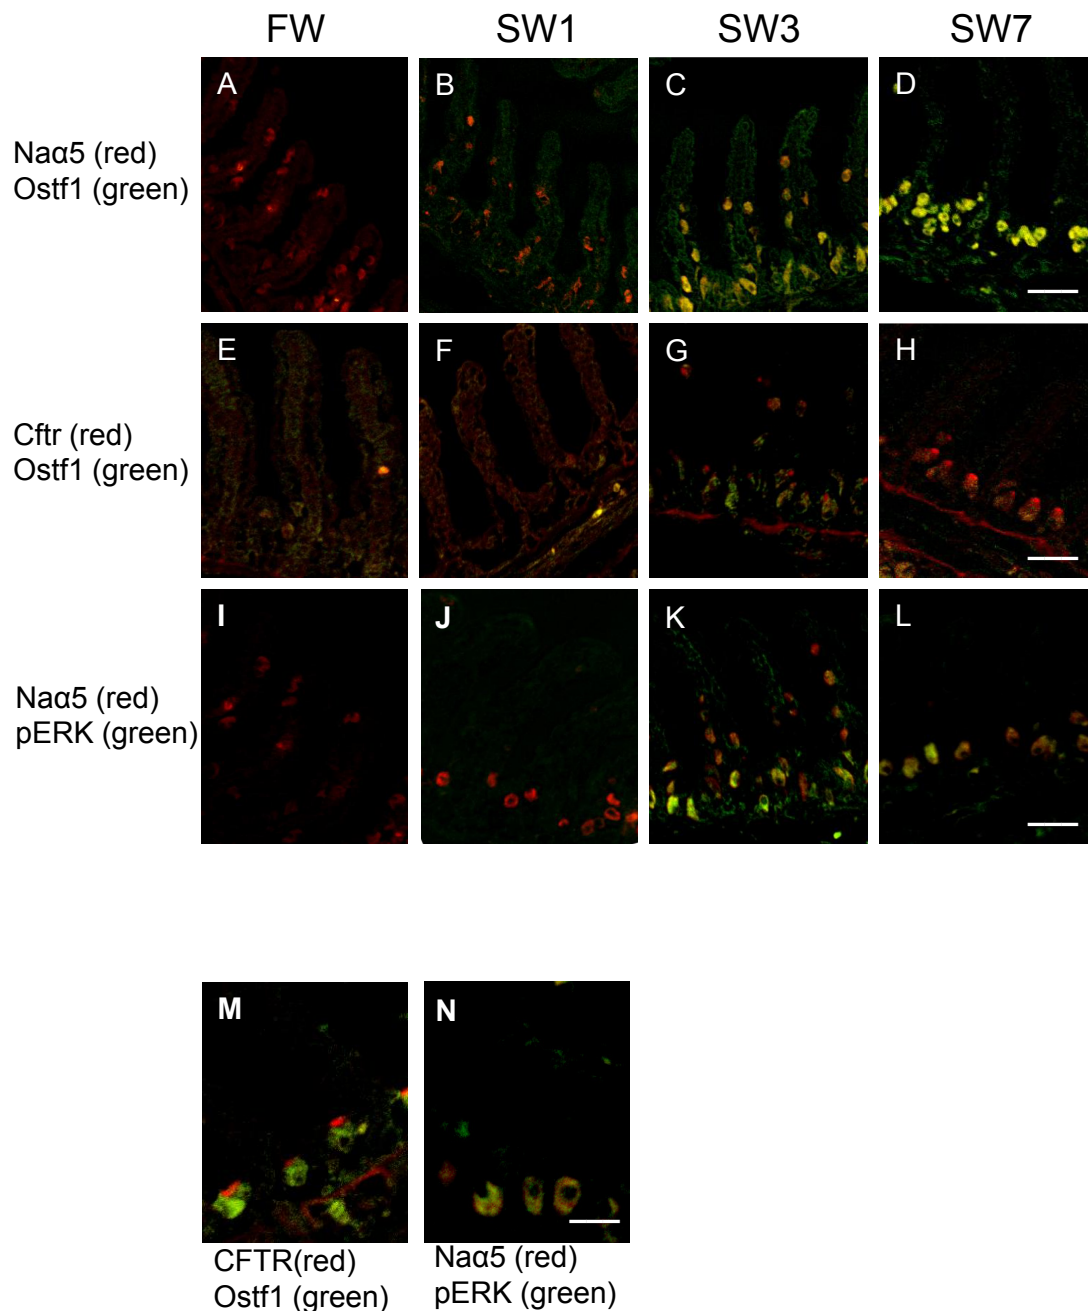 FW SW1 SW3 SW7
A B C D
Naα5 (red)
Ostf1 (green)
E F G H
Cftr (red)
Ostf1 (green)
I J K L
Naα5 (red)
pERK (green)
M N
CFTR(red)
Ostf1 (green)
Naα5 (red)
pERK (green)